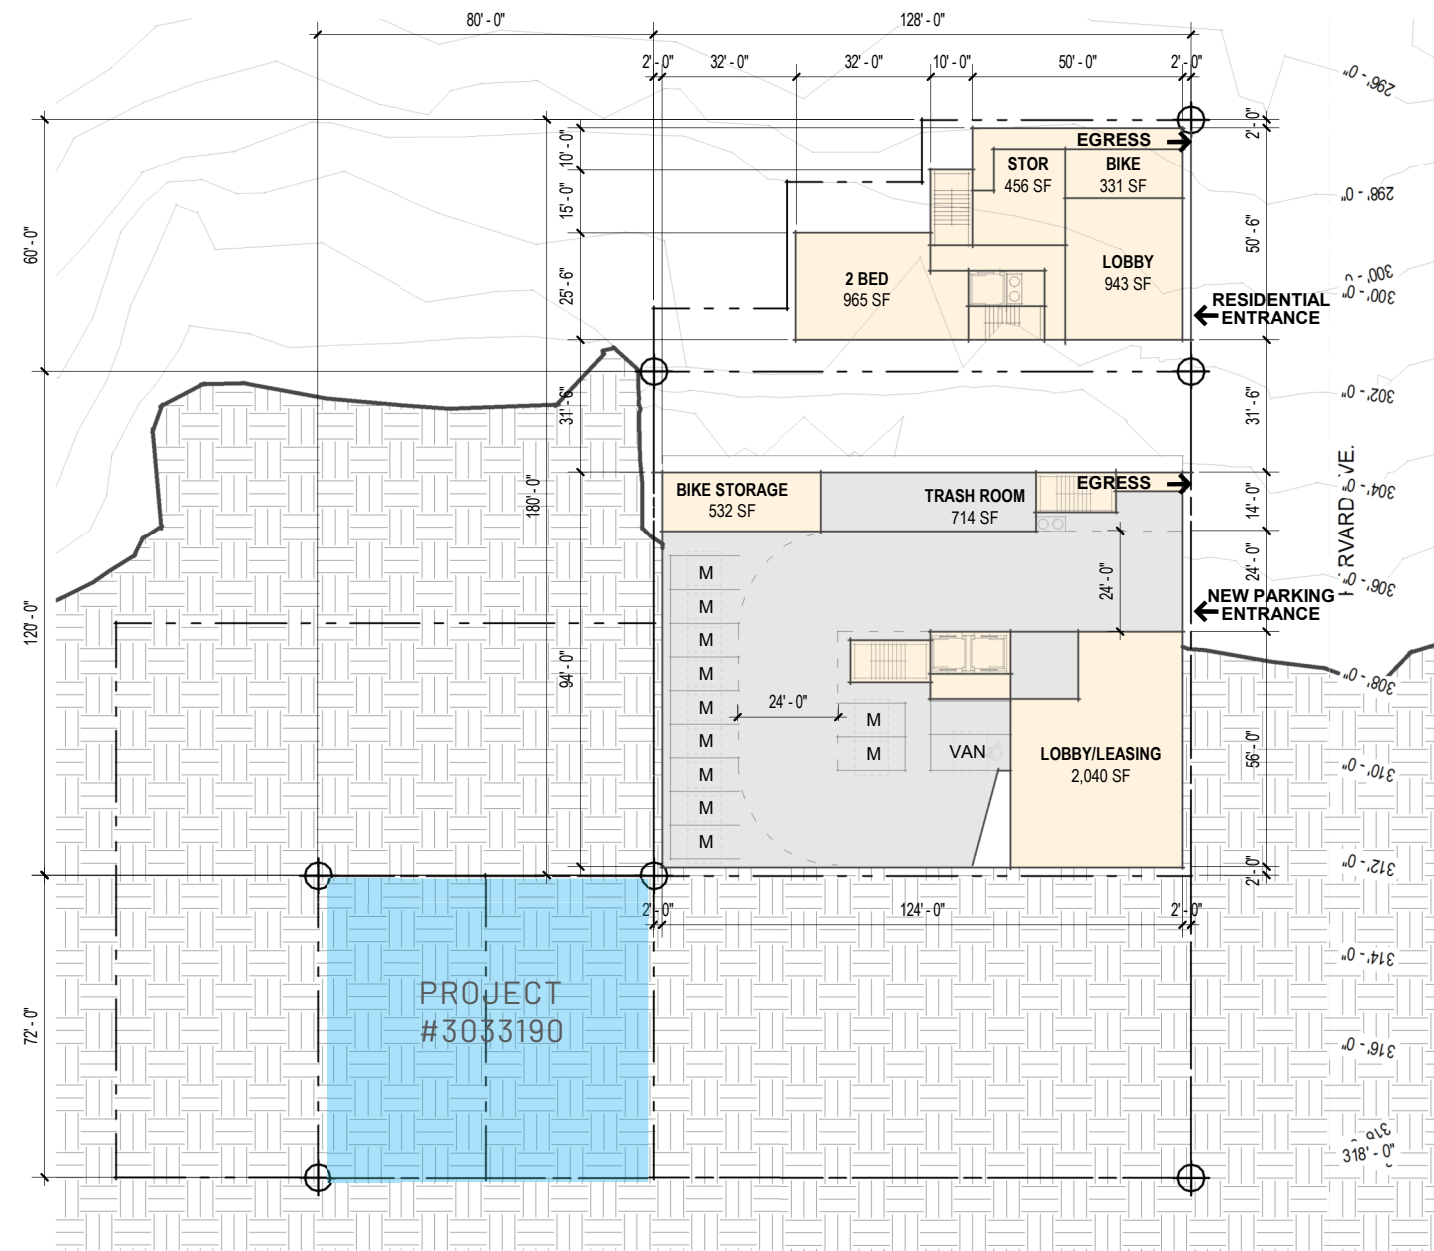 80' - 0"
128' - 0"
2' - 0"
32' - 0"
32' - 0"
10' - 0"
50' - 0"
2' - 0"
296' - 0"
2' - 0"
10' - 0"
EGRESS
STOR
456 SF
BIKE
331 SF
298' - 0"
15' - 0"
60' - 0"
50' - 6"
LOBBY
943 SF
2 BED
965 SF
25' - 6"
300' - 0"
300' - 0"
RESIDENTIAL
ENTRANCE
302' - 0"
31' - 6"
31' - 6"
BIKE STORAGE
532 SF
TRASH ROOM
714 SF
EGRESS
304' - 0"
180' - 0"
14' - 0"
24' - 0"
24' - 0"
306' - 0"
M
M
M
M
M
M
M
M
M
NEW PARKING
ENTRANCE
120' - 0"
94' - 0"
308' - 0"
24' - 0"
M
M
VAN
LOBBY/LEASING
2,040 SF
56' - 0"
310' - 0"
312' - 0"
2' - 0"
2' - 0"
124' - 0"
2' - 0"
314' - 0"
PROJECT
#3033190
72' - 0"
316' - 0"
318' - 0"